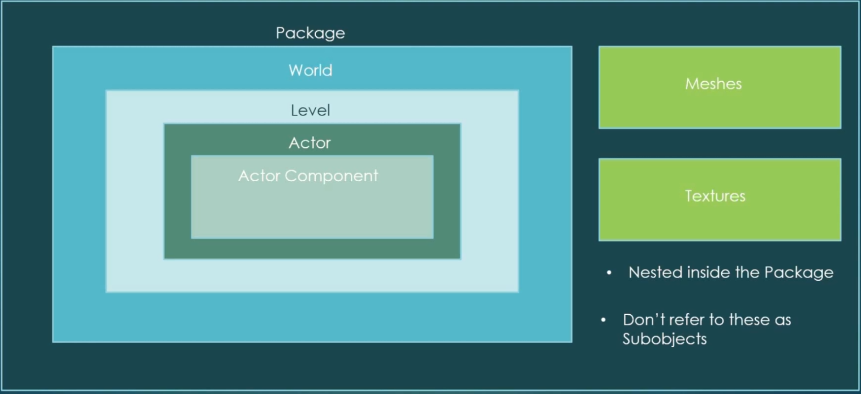 Package
World
Level
Actor
Actor Component
Meshes
Textures
• Nested inside the Package
• Don't refer to these as
Subobjects